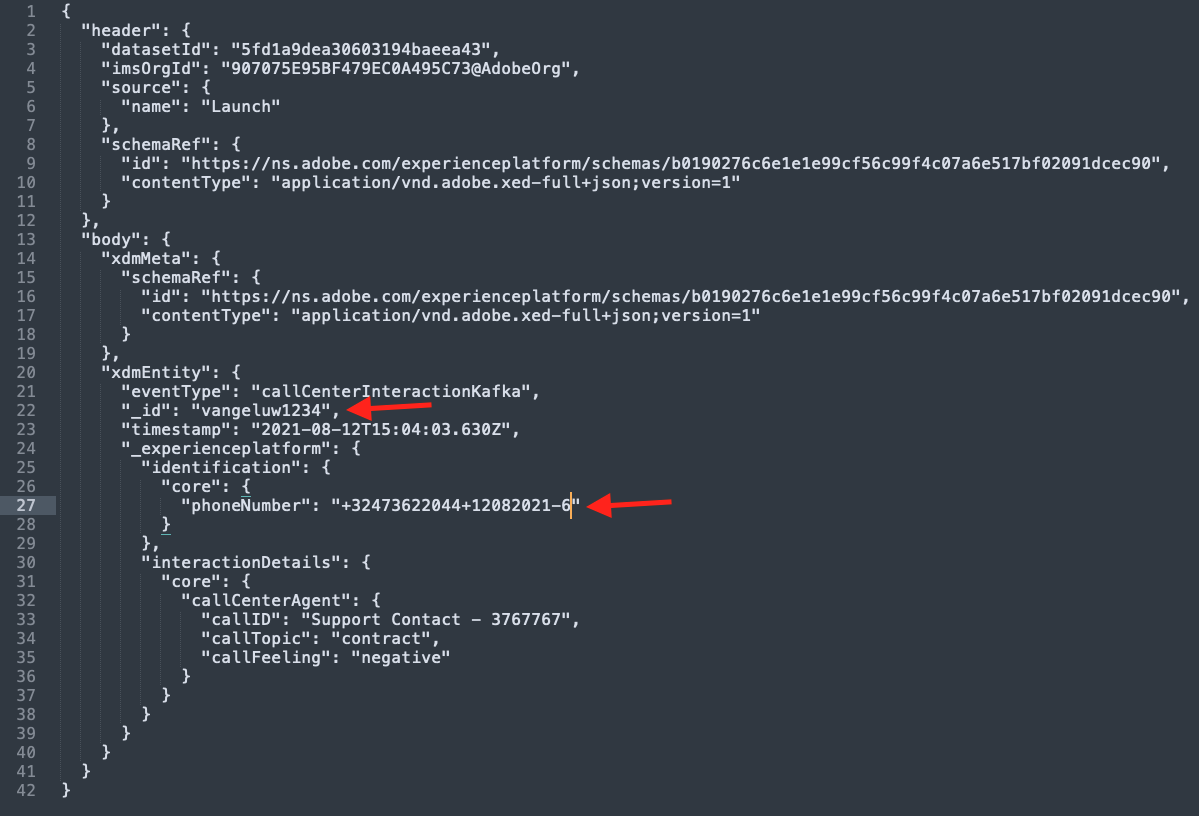 1 {
2 "header": {
3 "datasetId": "5fd1a9dea30603194baeea43",
4 "imsOrgId": "907075E95BF479EC0A495C73@AdobeOrg",
5 "source": {
6 "name": "Launch"
7 },
8 "schemaRef": {
9 "id": "https://ns.adobe.com/experienceplatform/schemas/b0190276c6e1e1e99cf56c99f4c07a6e517bf02091dcec90",
10 "contentType": "application/vnd.adobe.xed-full+json;version=1"
11 }
12 },
13 "body": {
14 "xdmMeta": {
15 "schemaRef": {
16 "id": "https://ns.adobe.com/experienceplatform/schemas/b0190276c6e1e1e99cf56c99f4c07a6e517bf02091dcec90",
17 "contentType": "application/vnd.adobe.xed-full+json;version=1"
18 }
19 },
20 "xdmEntity": {
21 "eventType": "callCenterInteractionKafka",
22 "_id": "vangeluw1234",
23 "timestamp": "2021-08-12T15:04:03.630Z",
24 "_experienceplatform": {
25 "identification": {
26 "core": {
27 "phoneNumber": "+32473622044+12082021-6"
28 }
29 },
30 "interactionDetails": {
31 "core": {
32 "callCenterAgent": {
33 "callID": "Support Contact - 3767767",
34 "callTopic": "contract",
35 "callFeeling": "negative"
36 }
37 }
38 }
39 }
40 }
41 }
42 }